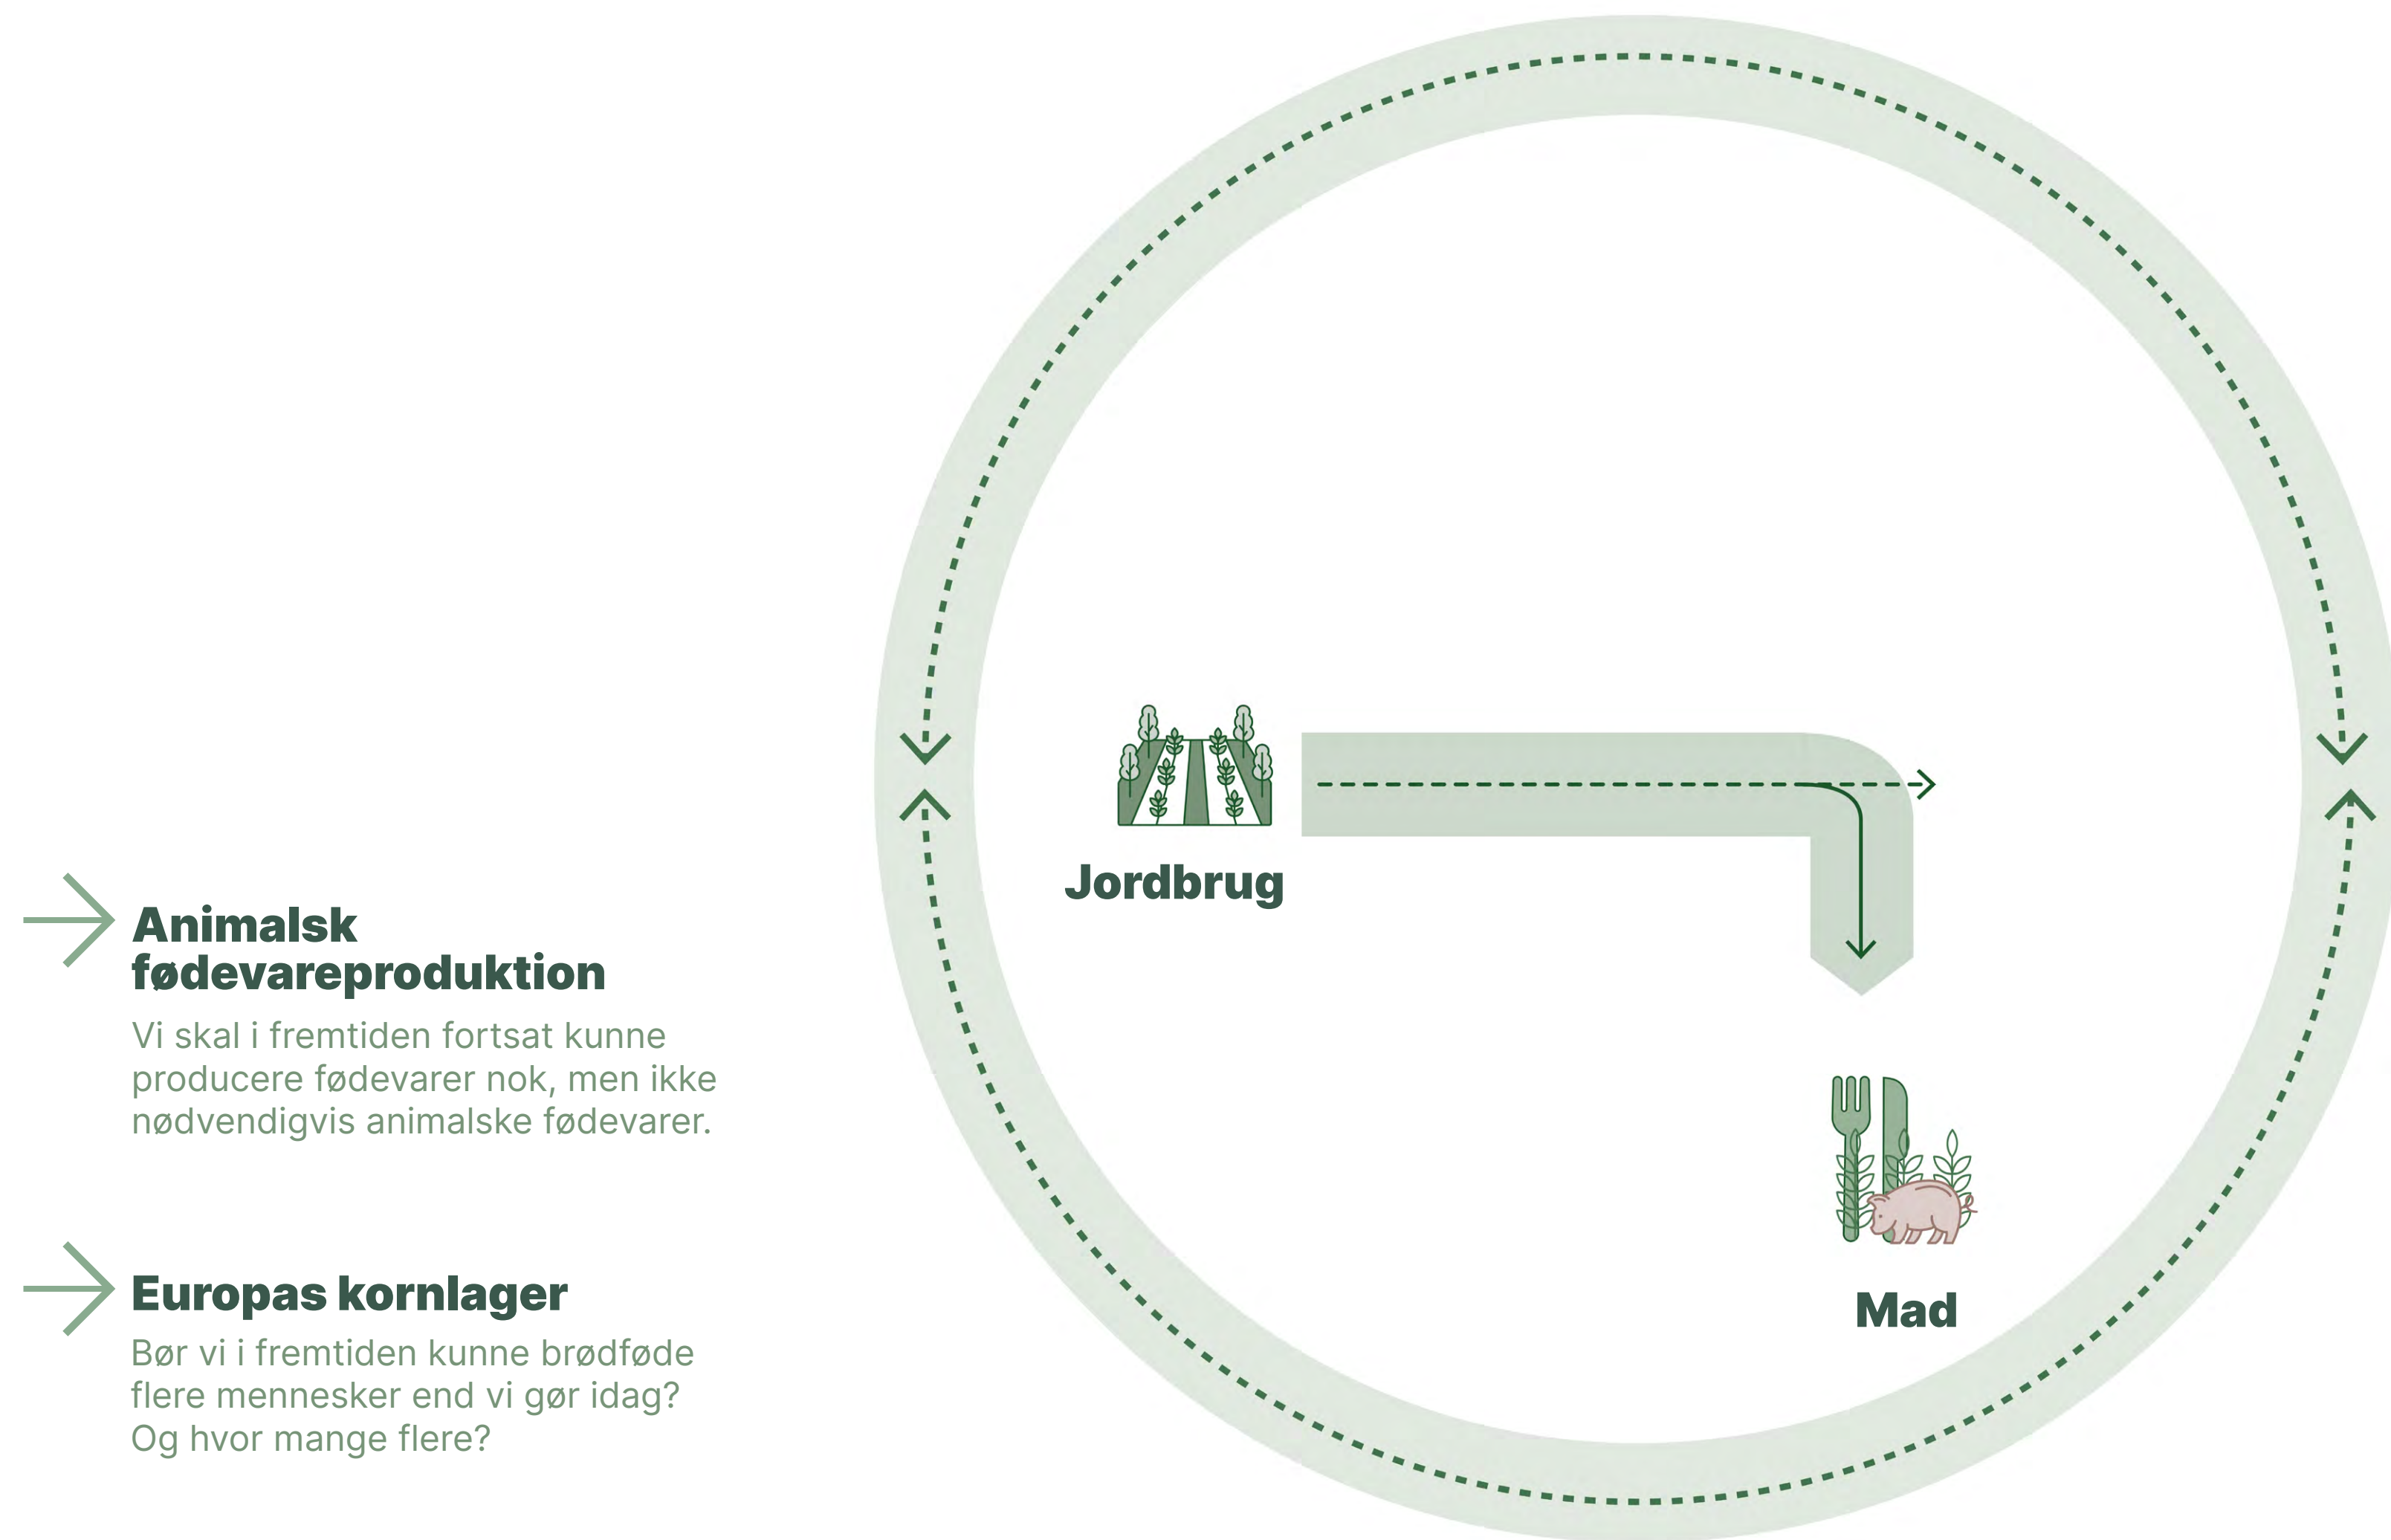 Animalsk
fødevareproduktion
Vi skal i fremtiden fortsat kunne
producere fødevarer nok, men ikke
nødvendigvis animalske fødevarer.
Europas kornlager
Bør vi i fremtiden kunne brødføde
flere mennesker end vi gør idag?
Og hvor mange flere?
Jordbrug
Mad